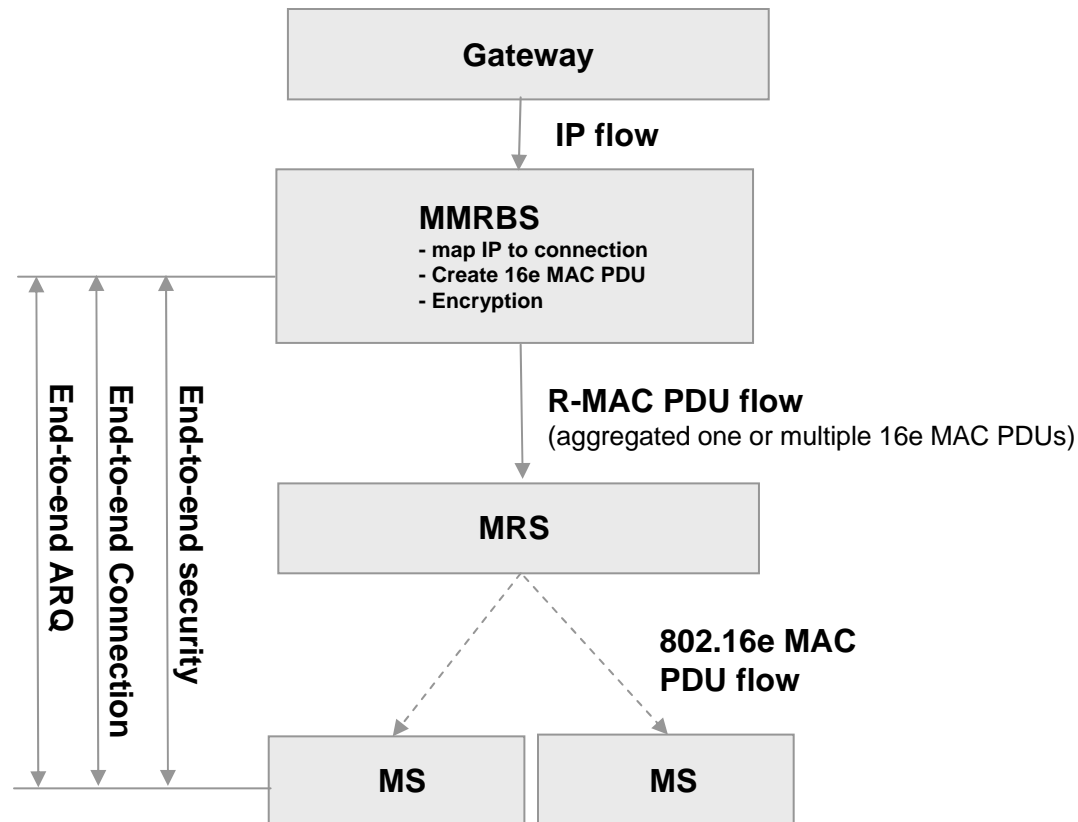 Gateway
IP flow
MMRBS
- map IP to connection
- Create 16e MAC PDU
- Encryption
End-to-end ARQ
End-to-end Connection
End-to-end security
R-MAC PDU flow
(aggregated one or multiple 16e MAC PDUs)
MRS
802.16e MAC
PDU flow
MS
MS